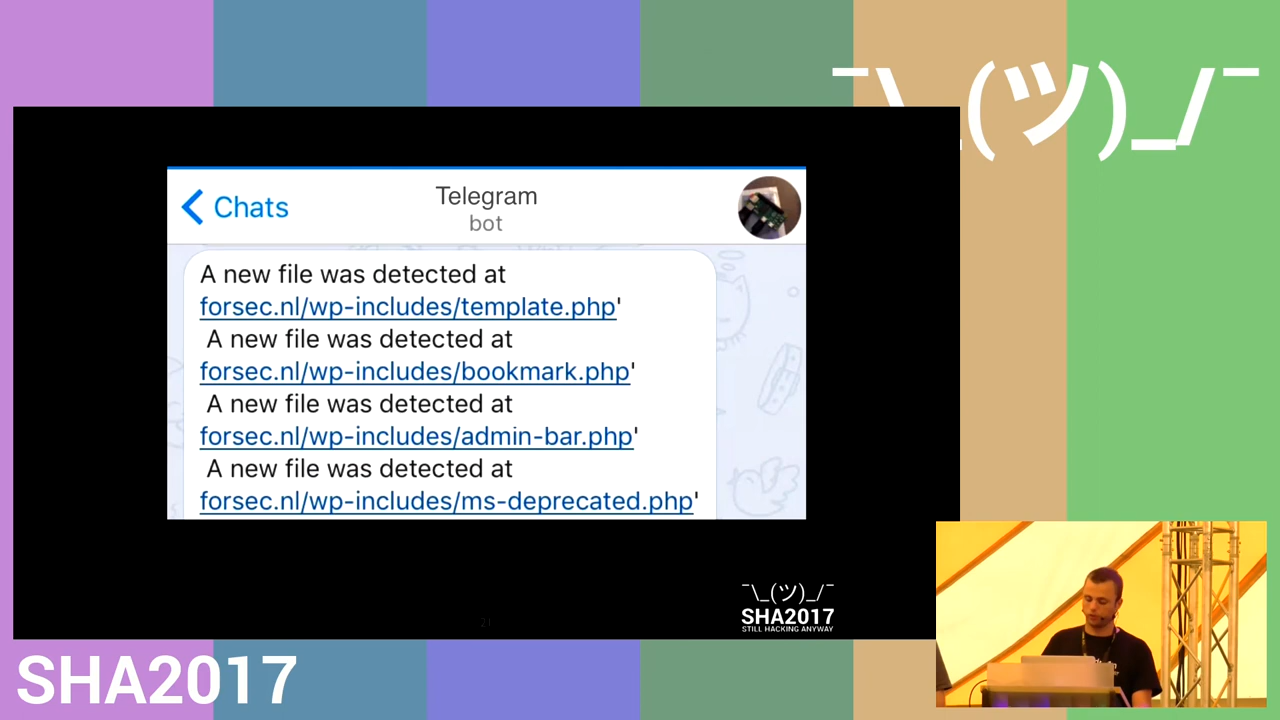 ¯\_(ツ)_/¯
Chats
Telegram
bot
A new file was detected at
forsec.nl/wp-includes/template.php'
A new file was detected at
forsec.nl/wp-includes/bookmark.php'
A new file was detected at
forsec.nl/wp-includes/admin-bar.php'
A new file was detected at
forsec.nl/wp-includes/ms-deprecated.php'
¯\_(ツ)_/¯
SHA2017
STILL HACKING ANYWAY
21
SHA2017